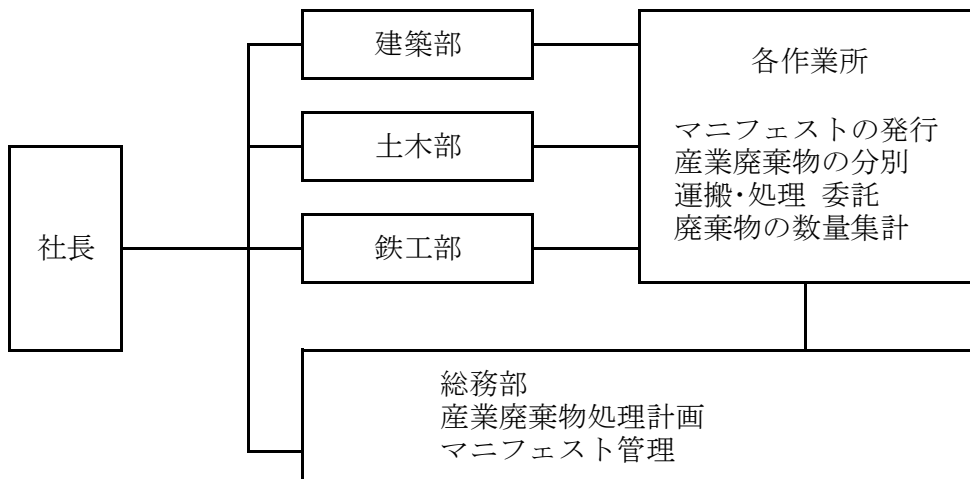 建築部
各作業所
土木部
マニフェストの発行
産業廃棄物の分別
運搬・処理 委託
廃棄物の数量集計
社長
鉄工部
総務部
産業廃棄物処理計画
マニフェスト管理